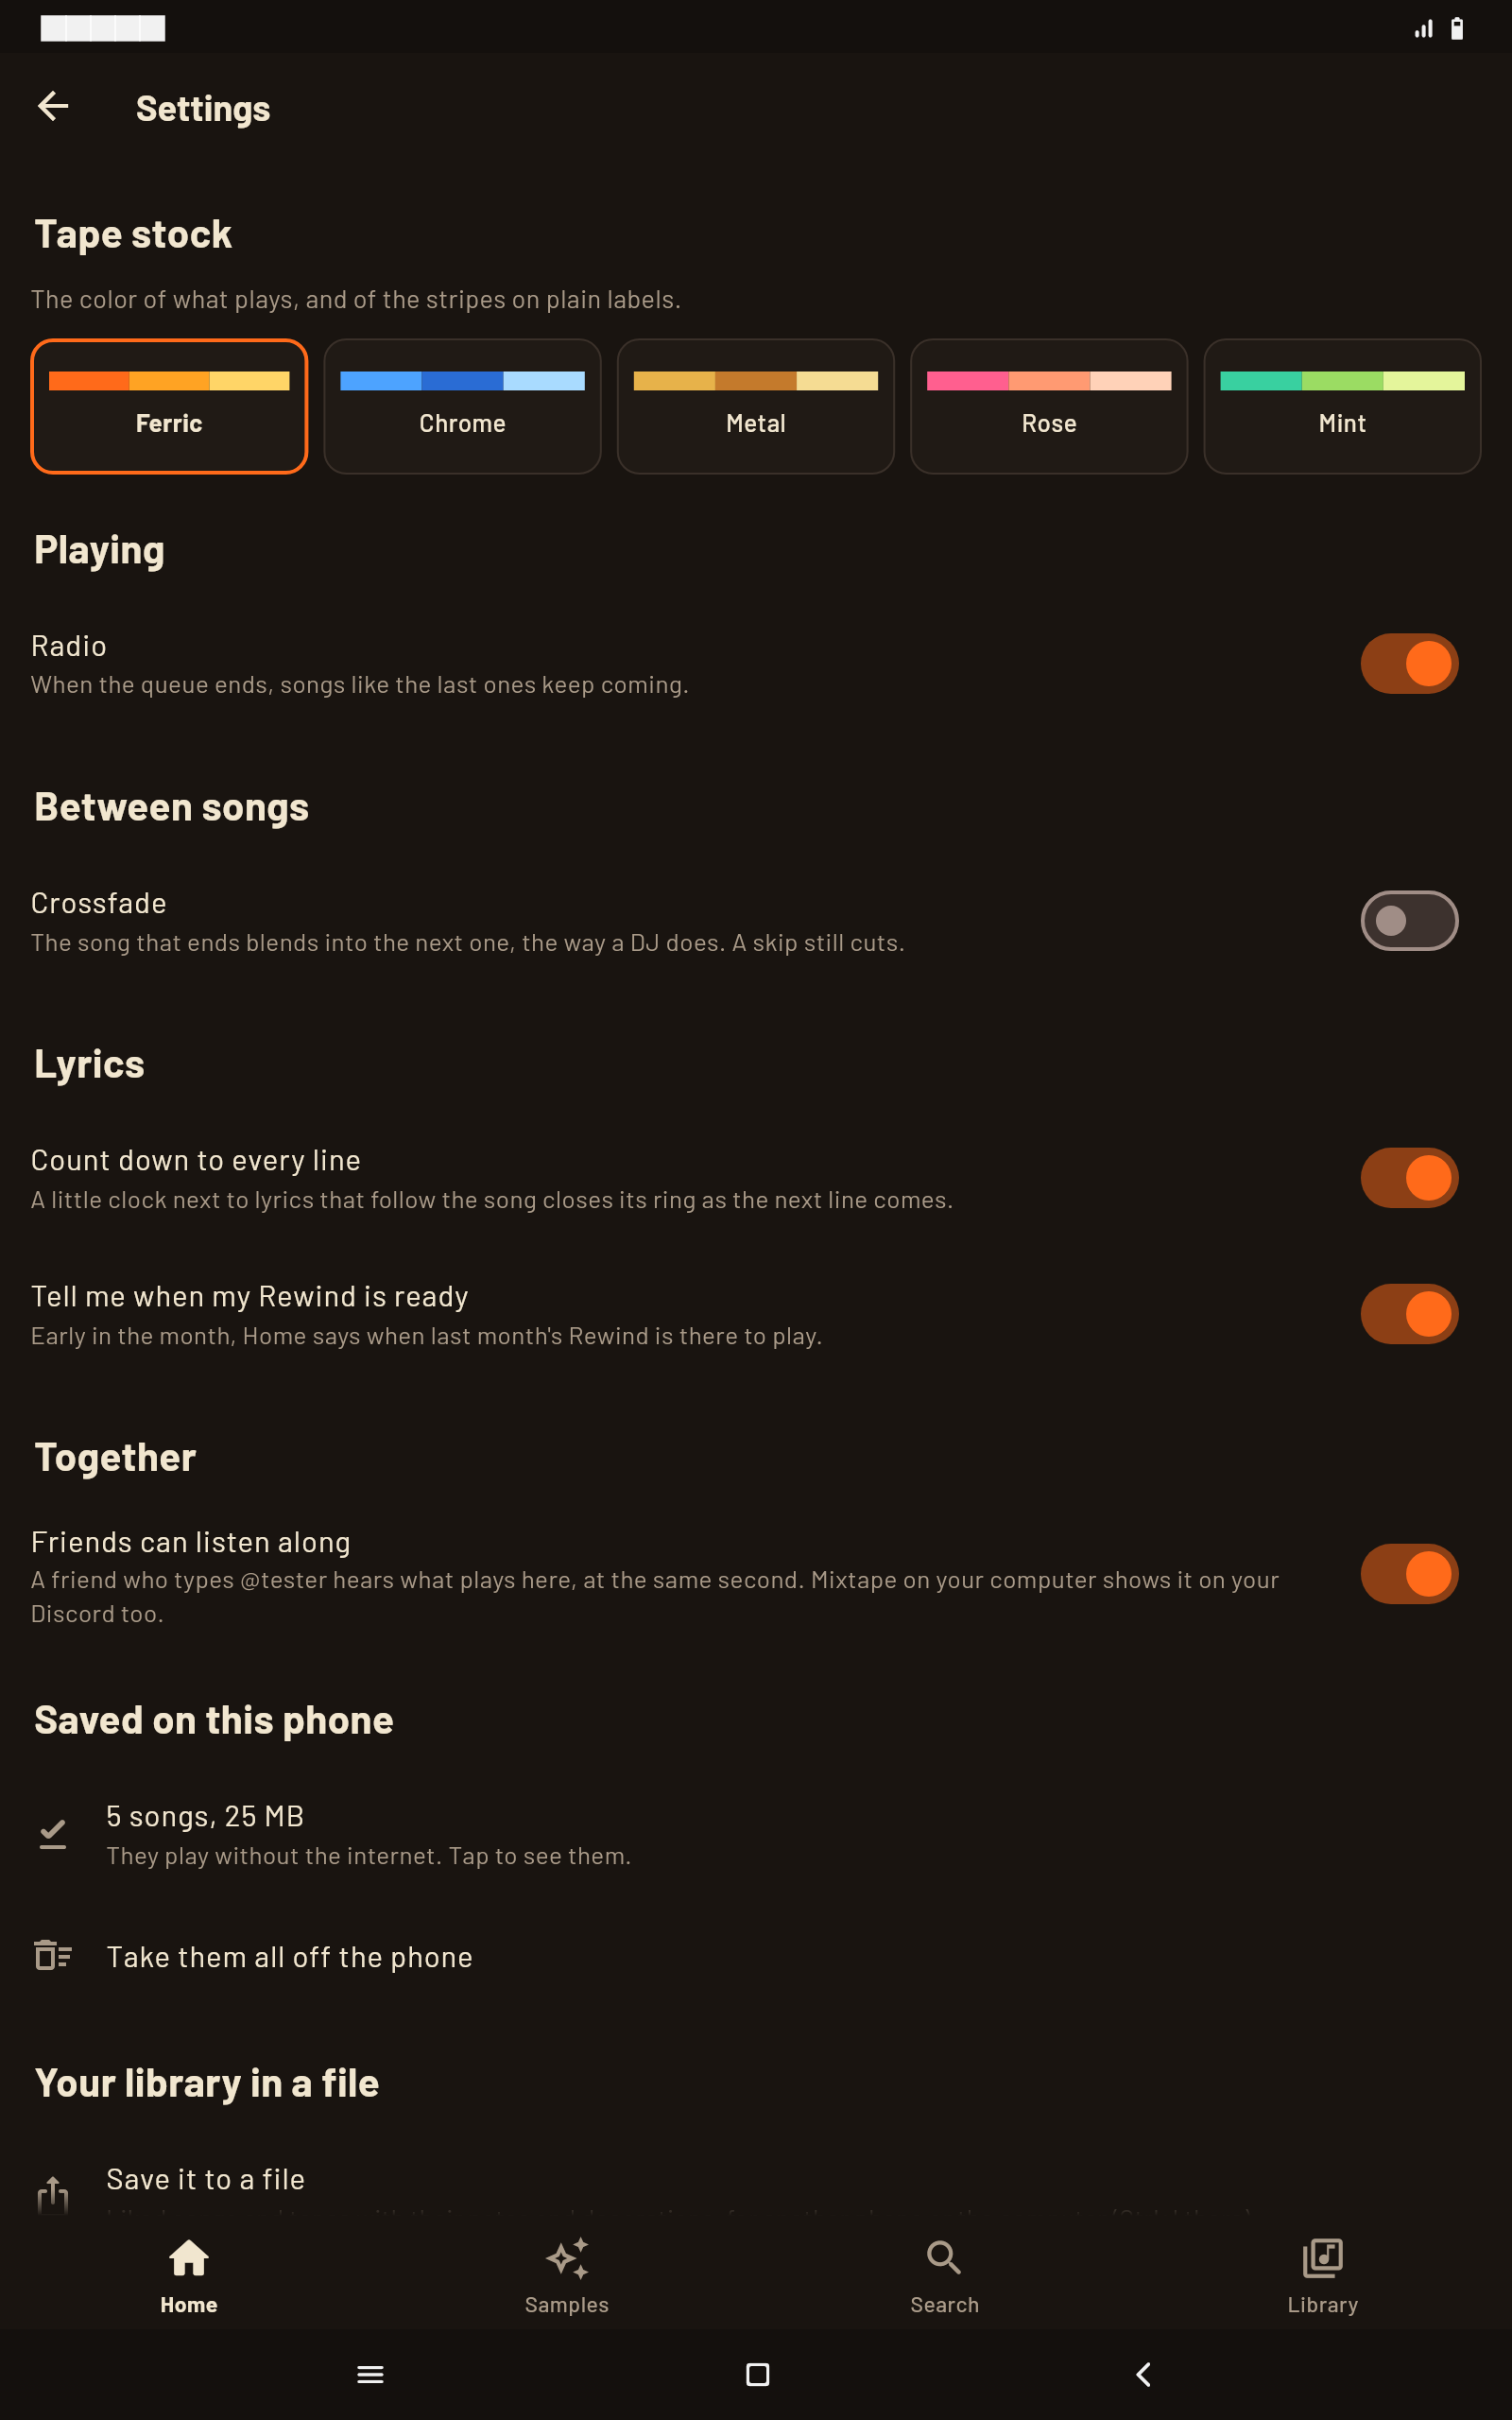 Settings
Tape stock
The color of what plays, and of the stripes on plain labels.
Ferric
Chrome
Metal
Rose
Mint
Playing
Radio
When the queue ends, songs like the last ones keep coming.
Between songs
Crossfade
The song that ends blends into the next one, the way a DJ does. A skip still cuts.
Lyrics
Count down to every line
A little clock next to lyrics that follow the song closes its ring as the next line comes.
Tell me when my Rewind is ready
Early in the month, Home says when last month's Rewind is there to play.
Together
Friends can listen along
A friend who types @tester hears what plays here, at the same second. Mixtape on your computer shows it on your
Discord too.
Saved on this phone
5 songs, 25 MB
They play without the internet. Tap to see them.
Take them all off the phone
Your library in a file
Save it to a file
Home
Samples
Search
Library